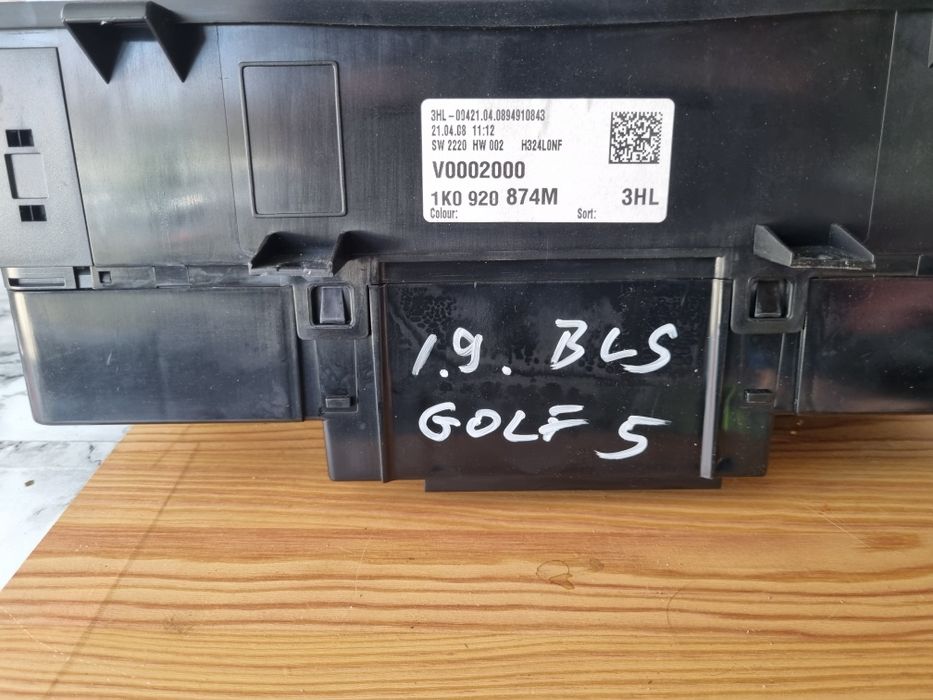 3HL-00421.04.0894910843
21.04.08 11:12
SW 2220 HW 002 H324L0NF
V0002000
1K0 920 874M 3HL
Colour: Sort:
1.9. BLS
GOLF 5